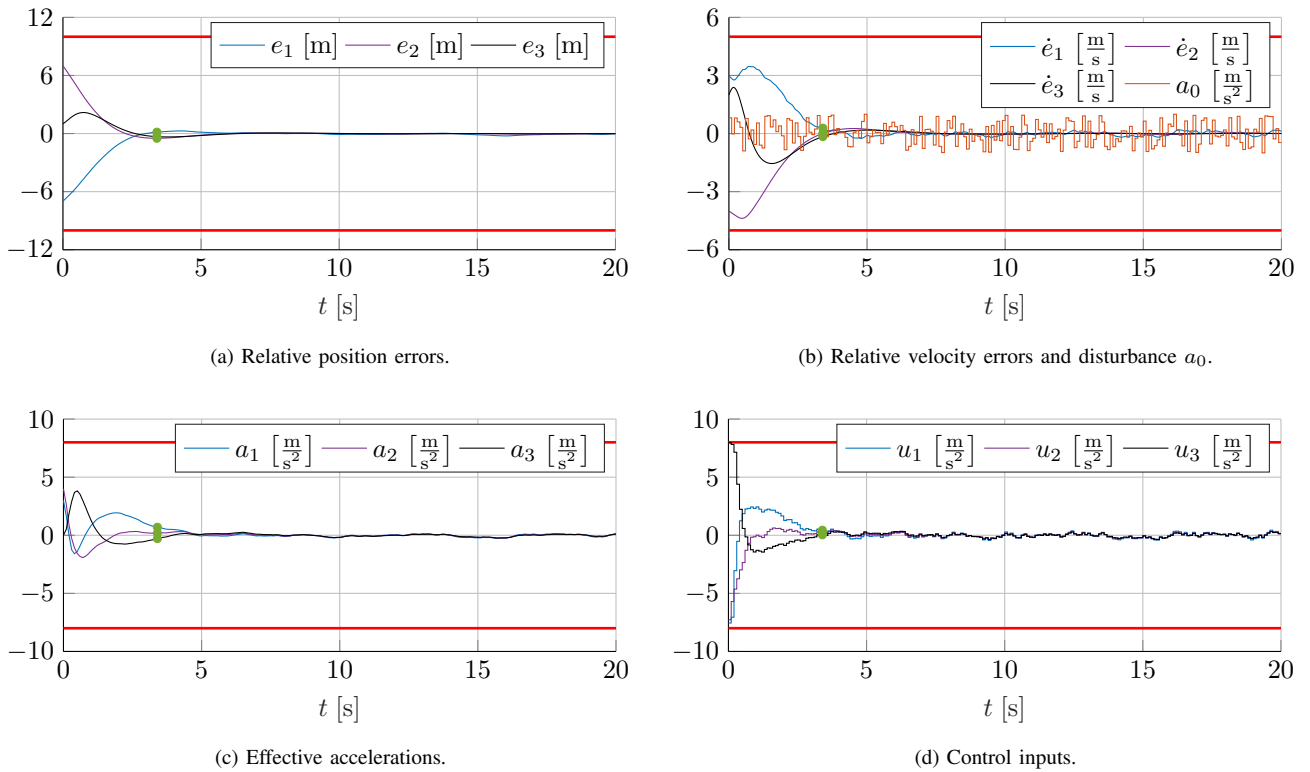 12
6
0
−6
−12
e₁ [m] e₂ [m] e₃ [m]
0 5 10 15 20
t [s]
(a) Relative position errors.
6
3
0
−3
−6
ė₁ [m/s] ė₂ [m/s]
ė₃ [m/s] a₀ [m/s²]
0 5 10 15 20
t [s]
(b) Relative velocity errors and disturbance a₀.
10
5
0
−5
−10
a₁ [m/s²] a₂ [m/s²] a₃ [m/s²]
0 5 10 15 20
t [s]
(c) Effective accelerations.
10
5
0
−5
−10
u₁ [m/s²] u₂ [m/s²] u₃ [m/s²]
0 5 10 15 20
t [s]
(d) Control inputs.